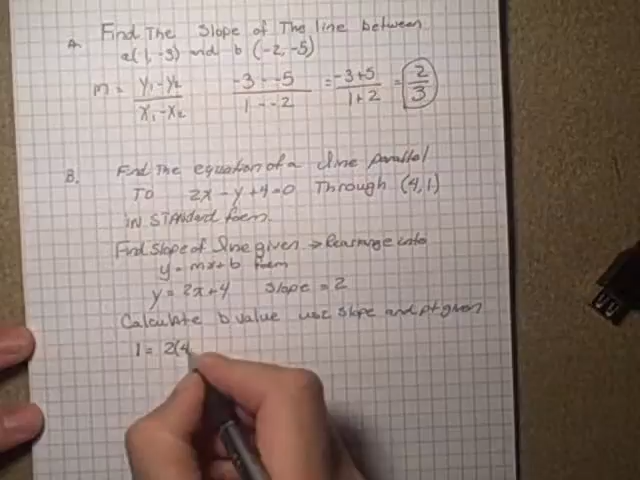 A. Find The slope of The line between
a(1,-3) and b (-2,-5)
m = Y₁-Y₂ / X₁-X₂   -3 - -5 / 1 - -2 = -3+5 / 1+2 = 2/3
B. Find The equation of a line parallel
TO 2x - y + 4 = 0 Through (4,1)
IN STANDARD form.
Find slope of line given → Rearrange into
y = mx + b form
y = 2x + 4 slope = 2
Calculate b value use slope and pt given
1 = 2(4